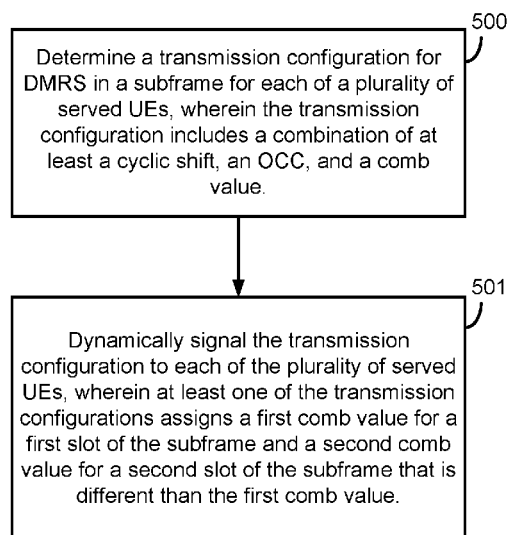 500
Determine a transmission configuration for
DMRS in a subframe for each of a plurality of
served UEs, wherein the transmission
configuration includes a combination of at
least a cyclic shift, an OCC, and a comb
value.
501
Dynamically signal the transmission
configuration to each of the plurality of served
UEs, wherein at least one of the transmission
configurations assigns a first comb value for a
first slot of the subframe and a second comb
value for a second slot of the subframe that is
different than the first comb value.